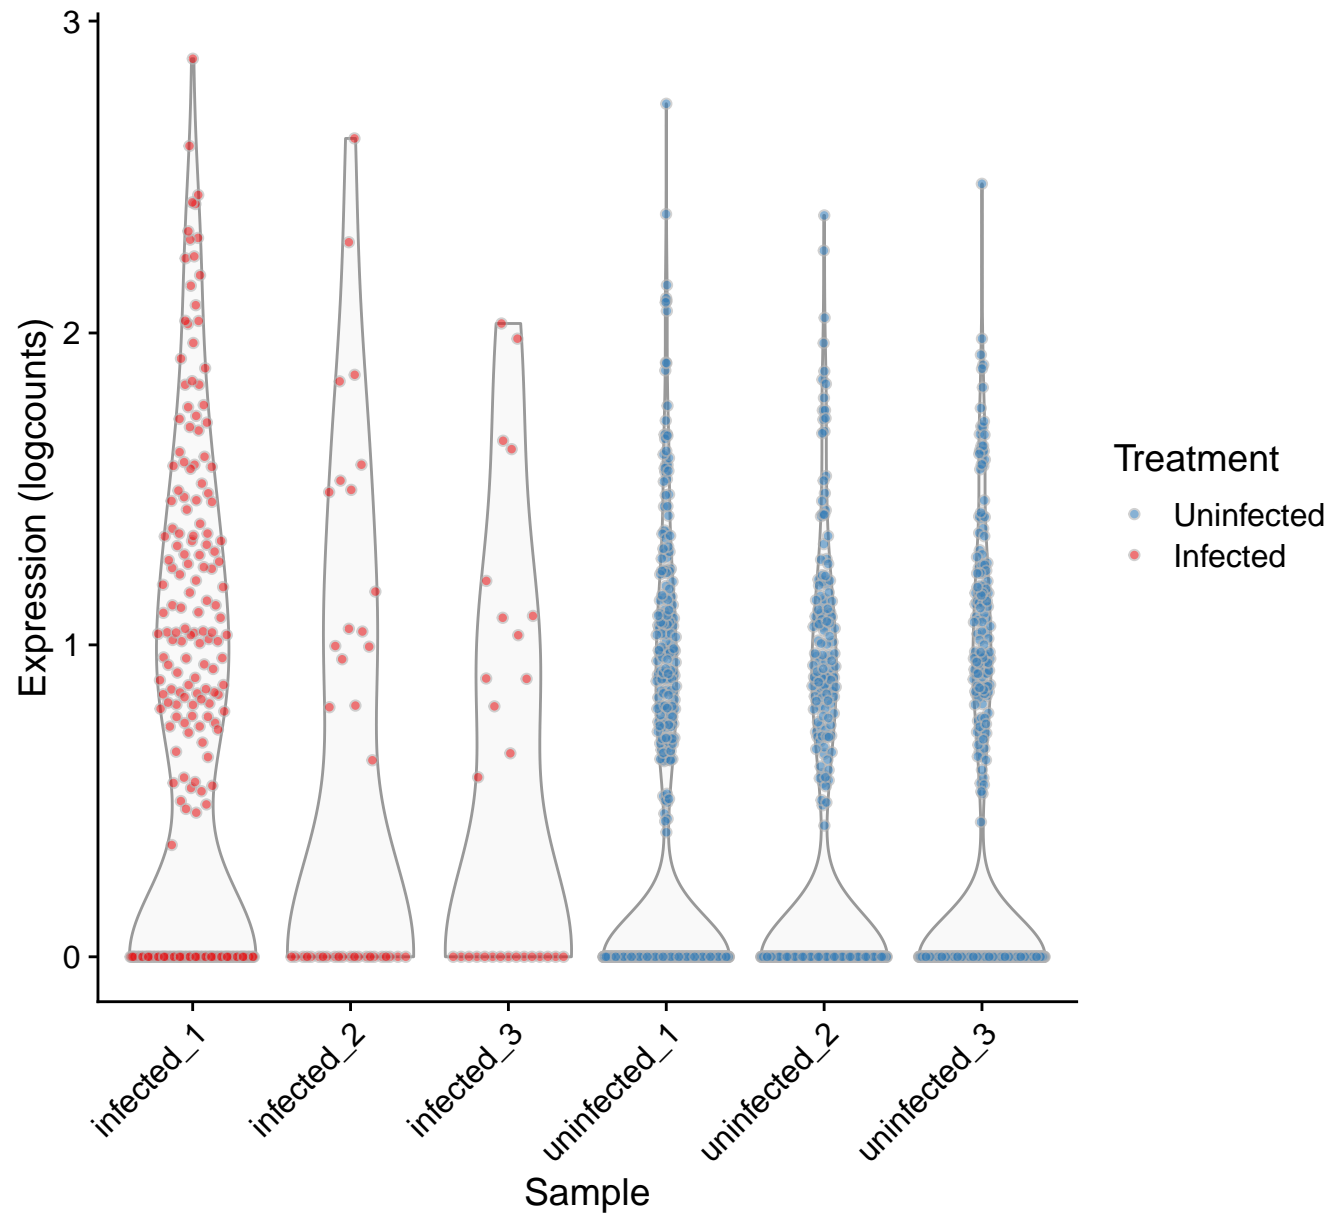 3
2
1
0
Expression (logcounts)
infected_1
infected_2
infected_3
uninfected_1
uninfected_2
uninfected_3
Sample
Treatment
Uninfected
Infected